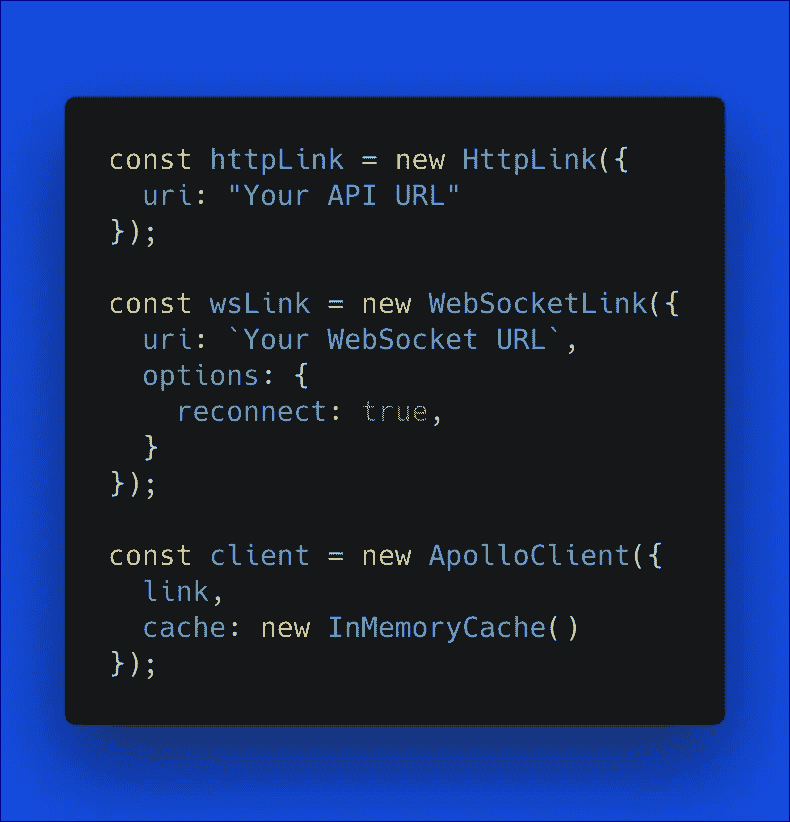 const httpLink = new HttpLink({
  uri: "Your API URL"
});
const wsLink = new WebSocketLink({
  uri: `Your WebSocket URL`,
  options: {
    reconnect: true,
  }
});
const client = new ApolloClient({
  link,
  cache: new InMemoryCache()
});